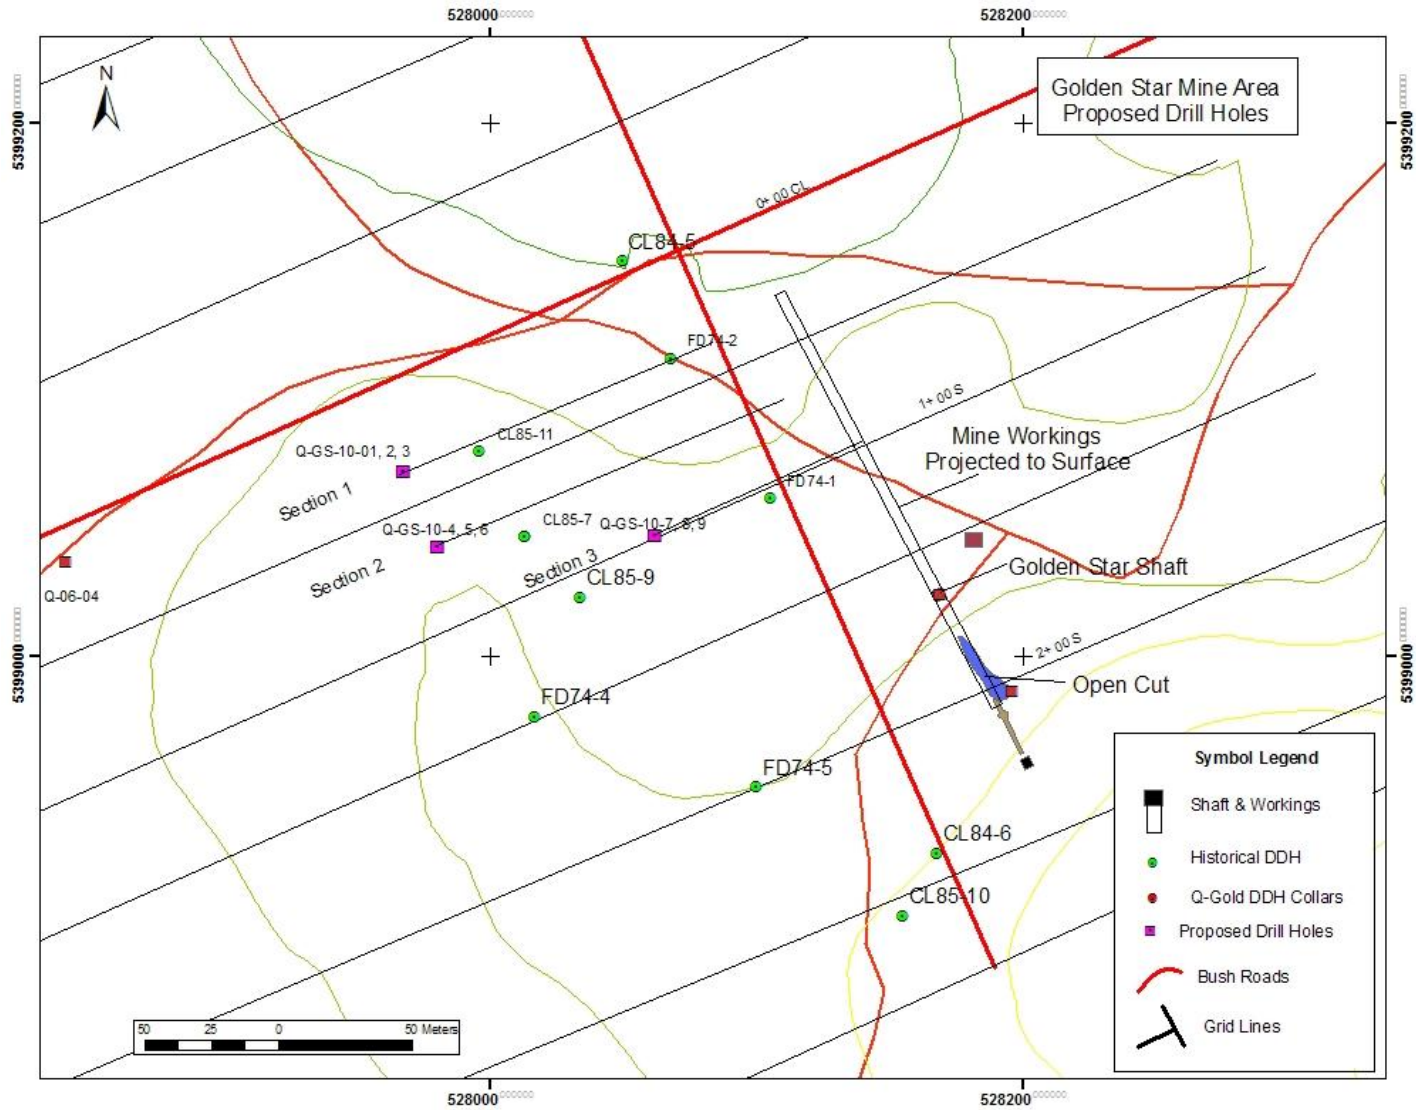 528000
528200
N
Golden Star Mine Area
Proposed Drill Holes
5399200
5399200
0+ 00 CL
CL84-5
FD74-2
1+ 00 S
CL85-11
Mine Workings
Projected to Surface
Q-GS-10-01, 2, 3
FD74-1
Section 1
Q-GS-10-4, 5, 6
CL85-7
Q-GS-10-7, 8, 9
Section 2
Section 3
Golden Star Shaft
CL85-9
Q-06-04
2+ 00 S
5399000
5399000
Open Cut
FD74-4
FD74-5
Symbol Legend
Shaft & Workings
CL84-6
Historical DDH
CL85-10
Q-Gold DDH Collars
Proposed Drill Holes
Bush Roads
Grid Lines
50 25 0 50 Meters
528000
528200